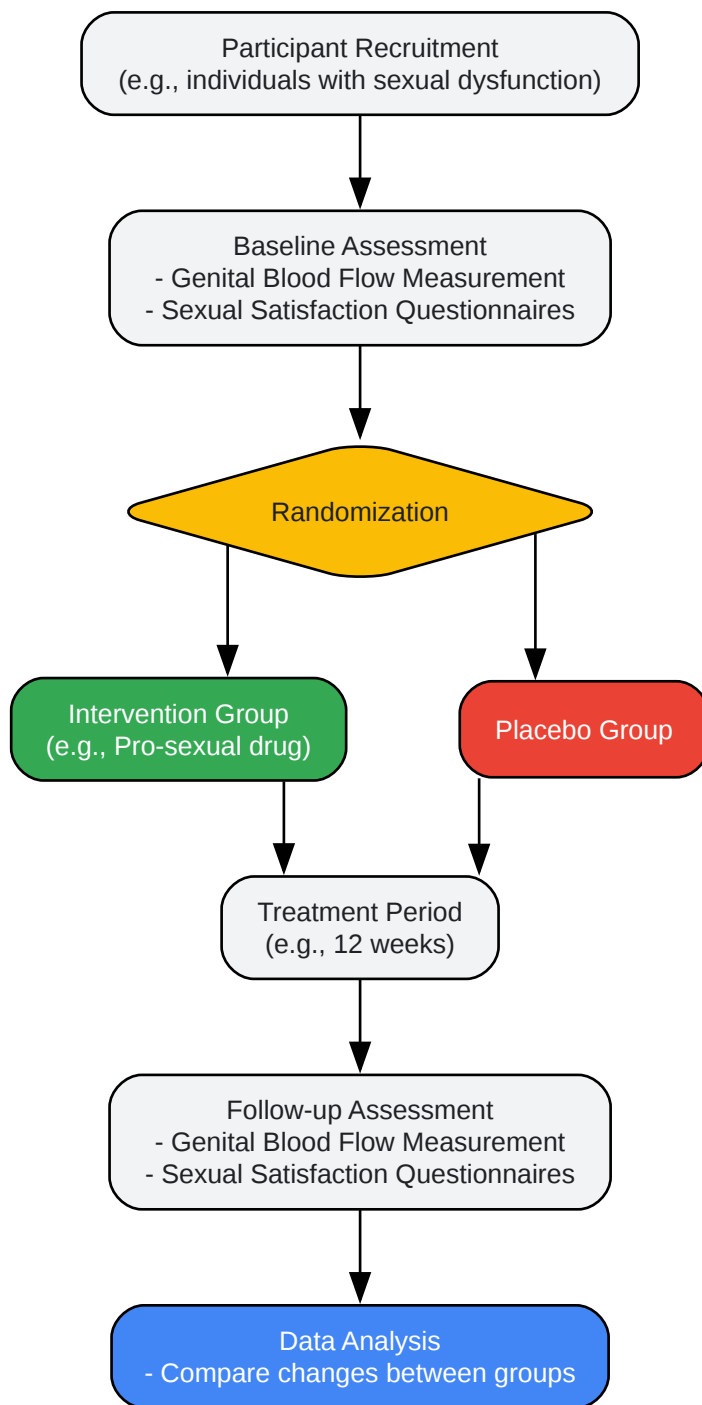 Participant Recruitment
(e.g., individuals with sexual dysfunction)
Baseline Assessment
- Genital Blood Flow Measurement
- Sexual Satisfaction Questionnaires
Randomization
Intervention Group
(e.g., Pro-sexual drug)
Placebo Group
Treatment Period
(e.g., 12 weeks)
Follow-up Assessment
- Genital Blood Flow Measurement
- Sexual Satisfaction Questionnaires
Data Analysis
- Compare changes between groups